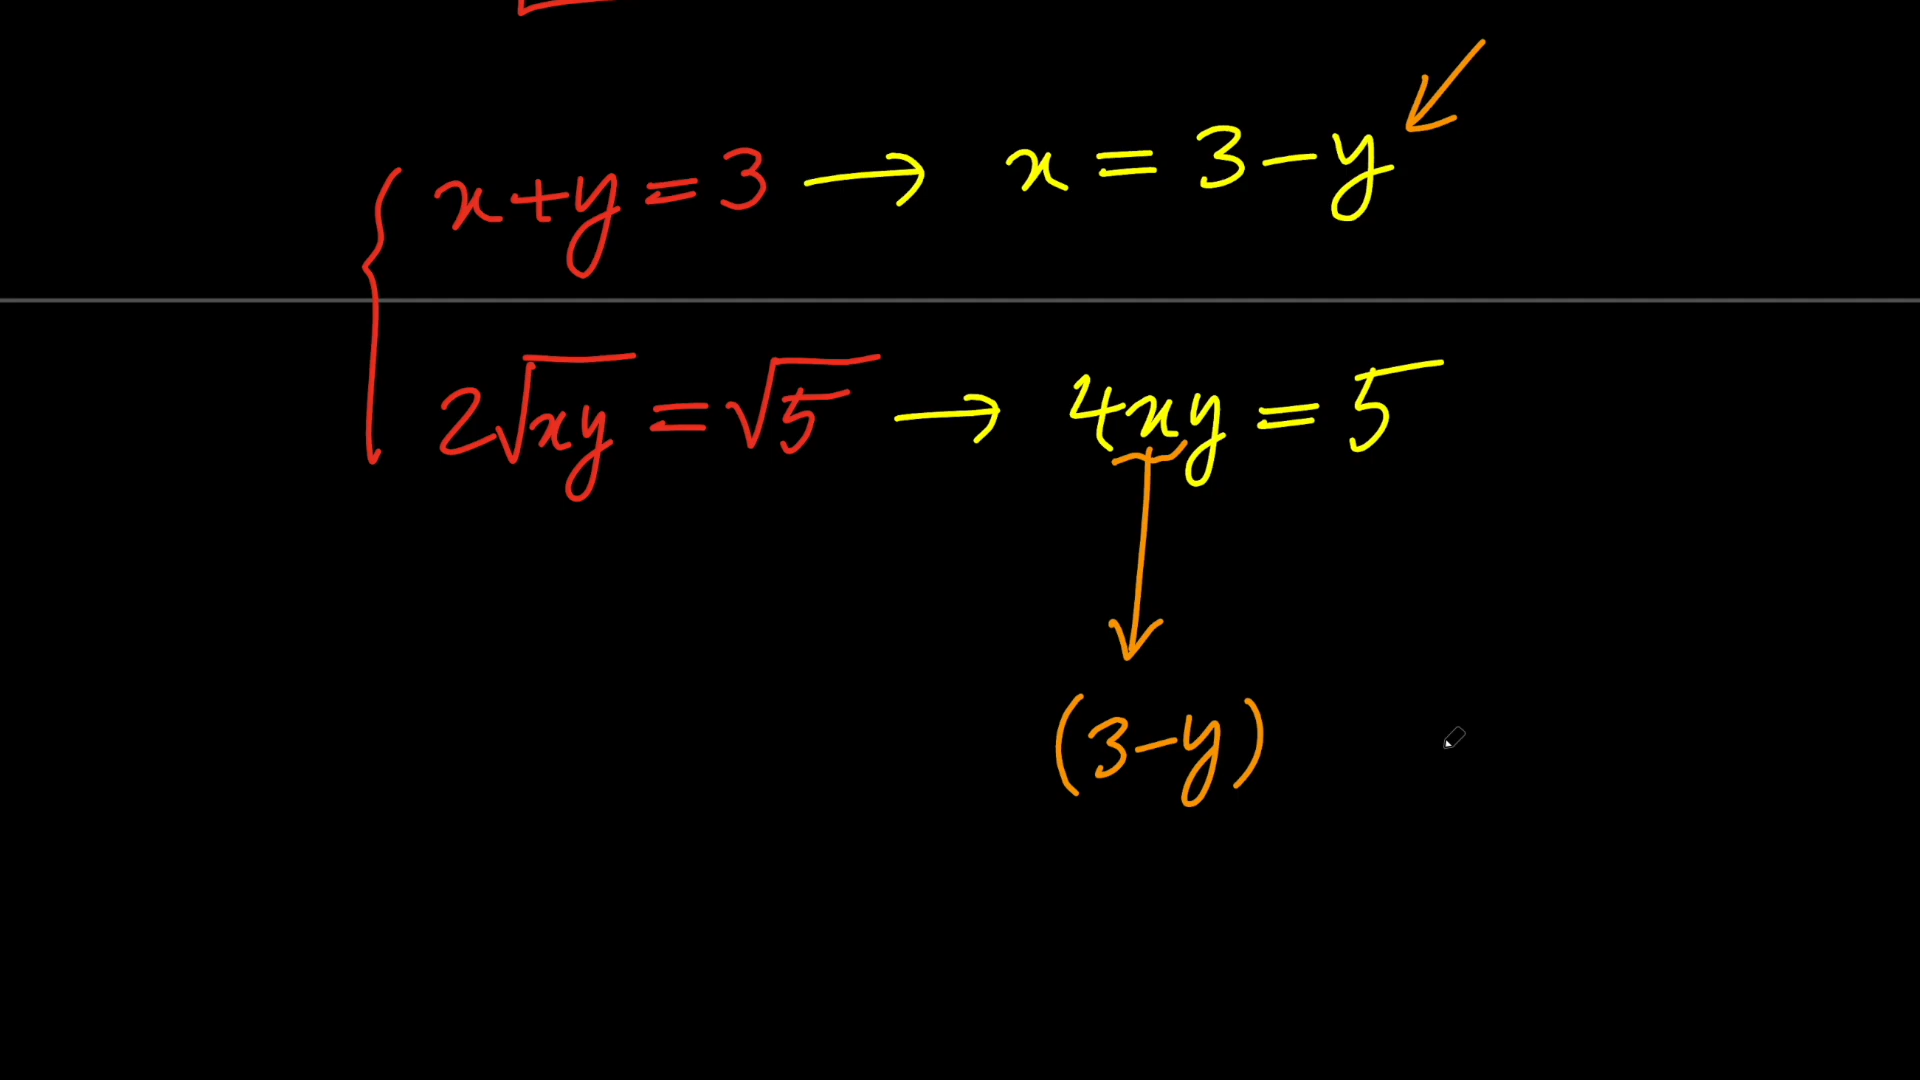 x+y=3 → x = 3-y
2√xy = √5 → 4xy = 5
(3-y)